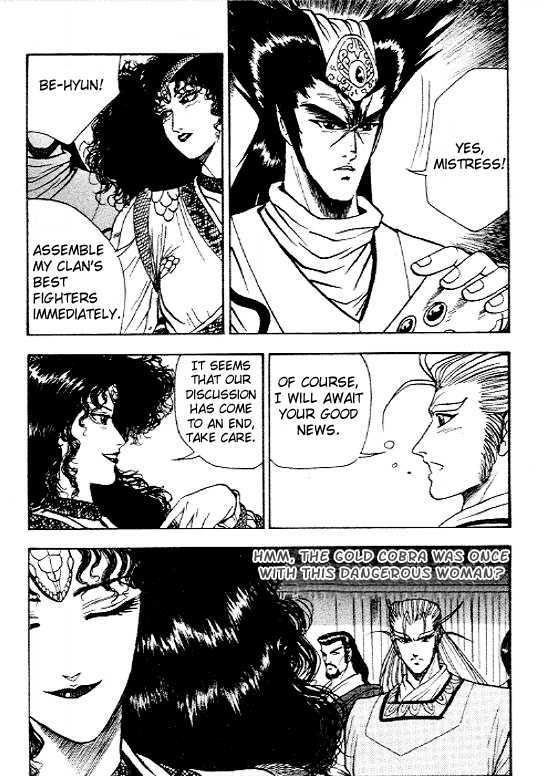 BE-HYUN!
ASSEMBLE
MY CLAN'S
BEST
FIGHTERS
IMMEDIATELY.
YES,
MISTRESS!
IT SEEMS
THAT OUR
DISCUSSION
HAS COME
TO AN END,
TAKE CARE.
OF COURSE,
I WILL AWAIT
YOUR GOOD
NEWS.
HMM, THE GOLD COBRA WAS ONCE
WITH THIS DANGEROUS WOMAN?